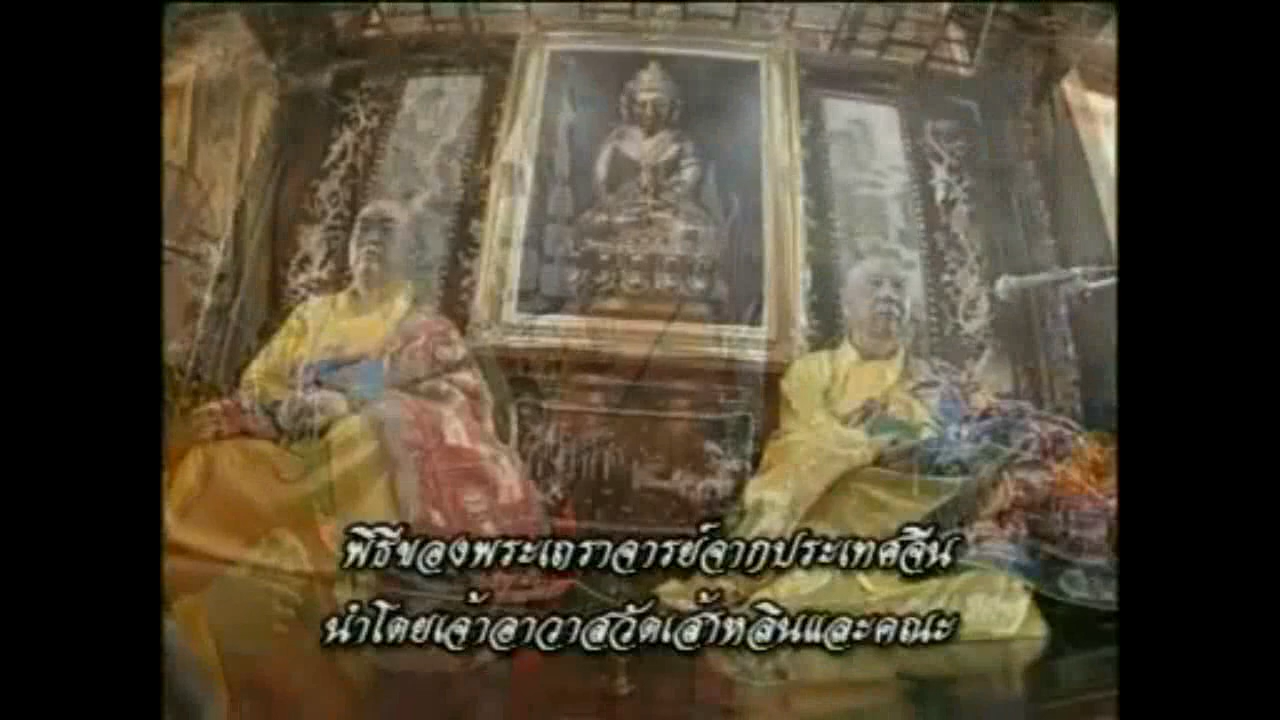 พิธีของพระเถราจารย์จากประเทศจีน
นำโดยเจ้าอาวาสวัดเส้าหลินและคณะ